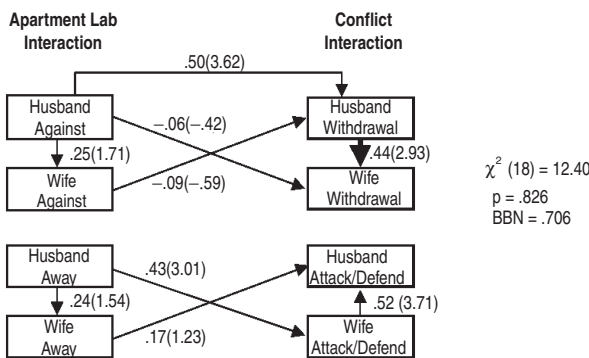 Apartment Lab
Interaction
Conflict
Interaction
.50(3.62)
Husband
Against
Husband
Withdrawal
–.06(–.42)
.25(1.71)
.44(2.93)
Wife
Against
Wife
Withdrawal
–.09(–.59)
χ² (18) = 12.40
p = .826
BBN = .706
Husband
Away
Husband
Attack/Defend
.43(3.01)
.24(1.54)
.52 (3.71)
Wife
Away
Wife
Attack/Defend
.17(1.23)